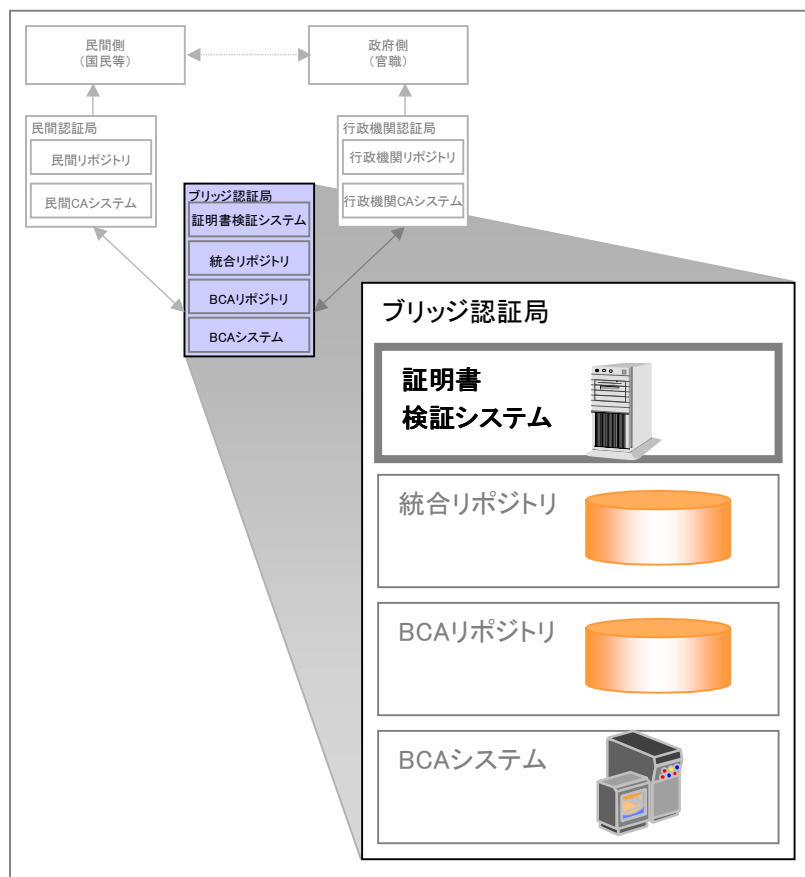 民間側
(国民等)
政府側
(官職)
民間認証局
民間リポジトリ
民間CAシステム
行政機関認証局
行政機関リポジトリ
行政機関CAシステム
ブリッジ認証局
証明書検証システム
統合リポジトリ
BCAリポジトリ
BCAシステム
ブリッジ認証局
証明書
検証システム
統合リポジトリ
BCAリポジトリ
BCAシステム